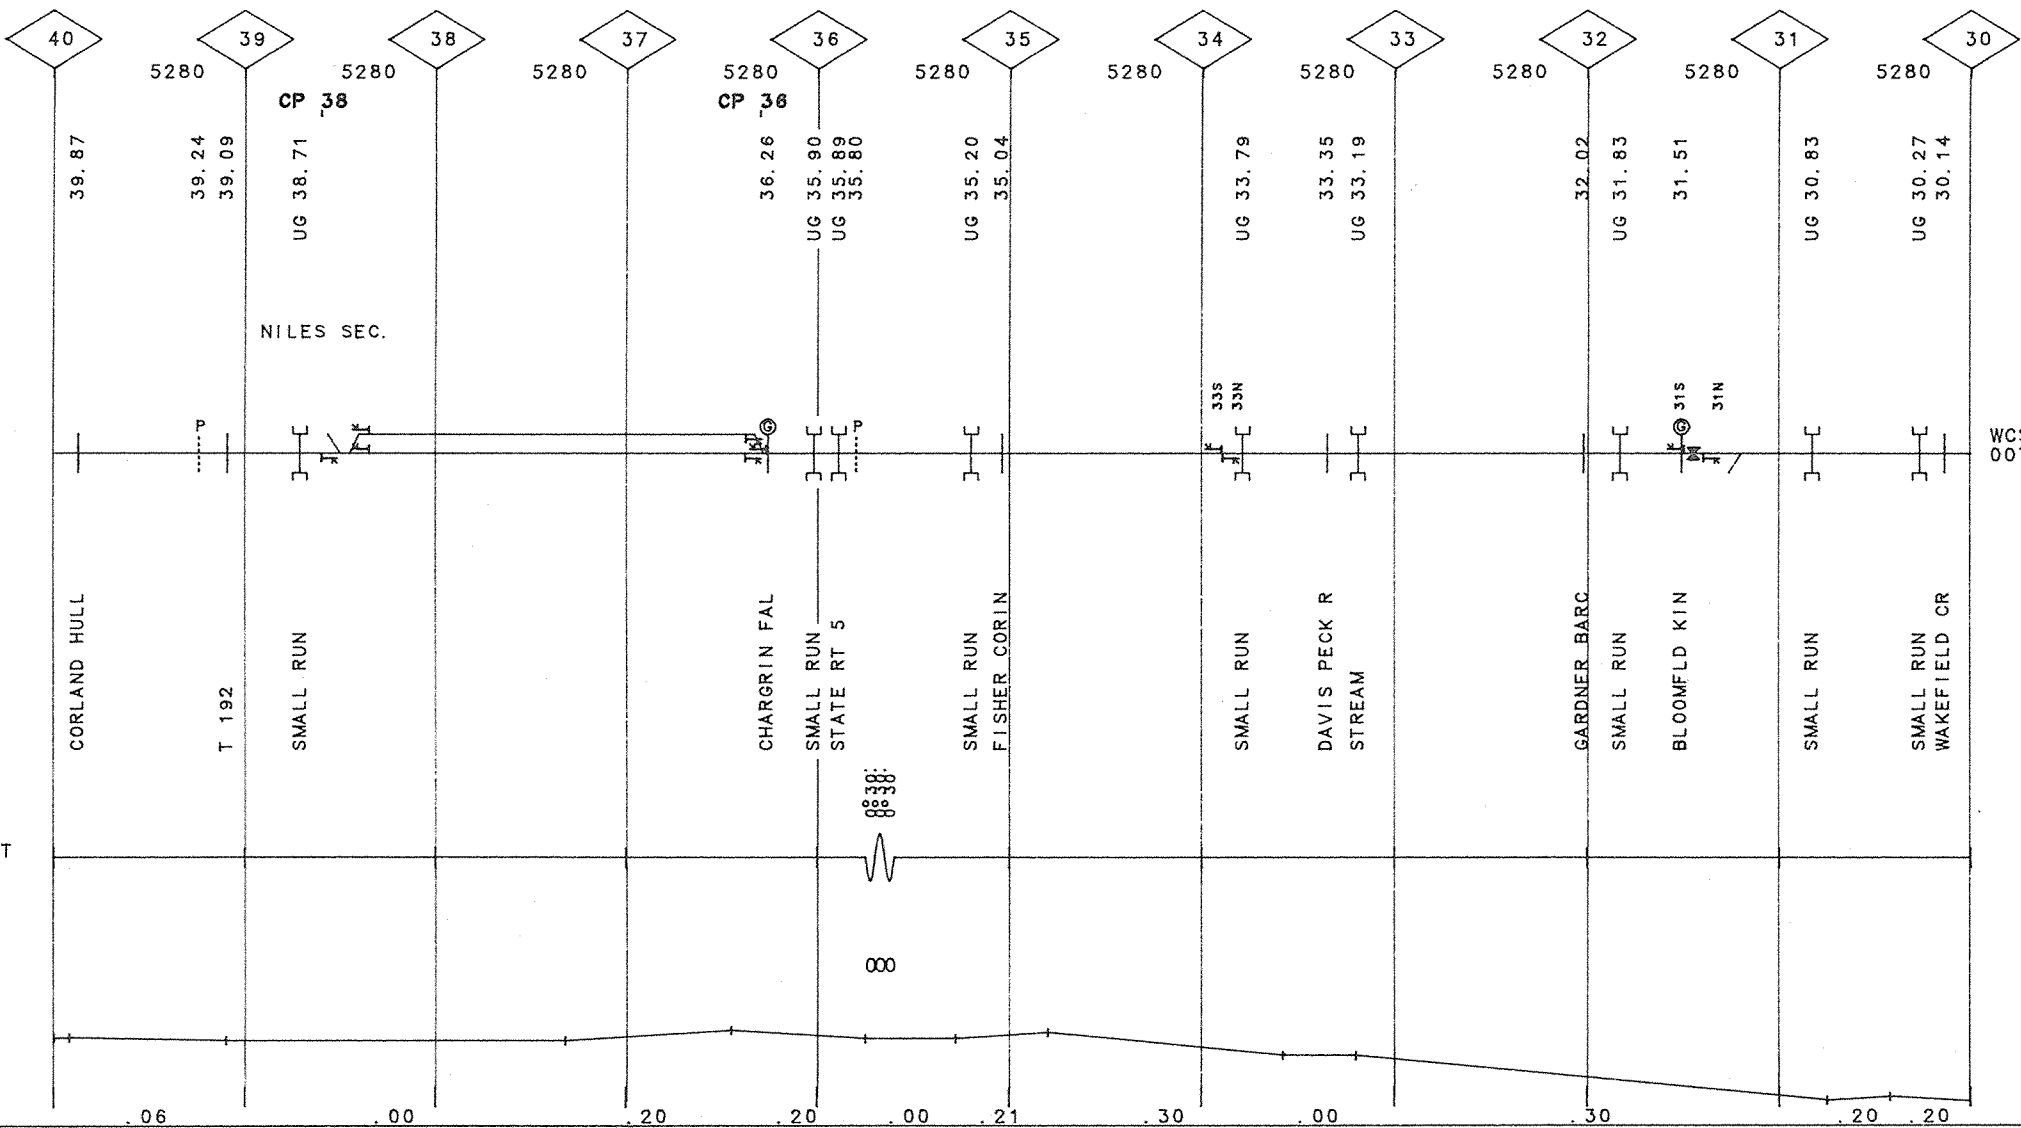 40 39 38 37 36 35 34 33 32 31 30
5280 5280 5280 5280 5280 5280 5280 5280 5280 5280
CP 38 CP 36
39.87
39.24
39.09
UG 38.71
36.26
UG 35.90
UG 35.89
35.80
UG 35.20
35.04
UG 33.79
33.35
UG 33.19
32.02
UG 31.83
31.51
UG 30.83
UG 30.27
30.14
NILES SEC.
33S
33N
31S
31N
P G P G
WCS
00
CORLAND HULL
T 192
SMALL RUN
CHARGRIN FAL
SMALL RUN
STATE RT 5
SMALL RUN
FISHER CORIN
SMALL RUN
DAVIS PECK R
STREAM
GARDNER BARC
SMALL RUN
BLOOMFLD KIN
SMALL RUN
SMALL RUN
WAKEFIELD CR
T
000
.06 .00 .20 .20 .00 .21 .30 .00 .30 .20 .20